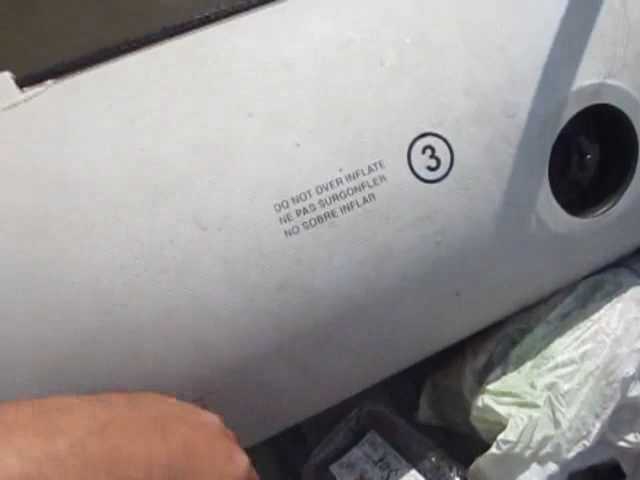 DO NOT OVER INFLATE
NE PAS SURGONFLER
NO SOBRE INFLAR
3